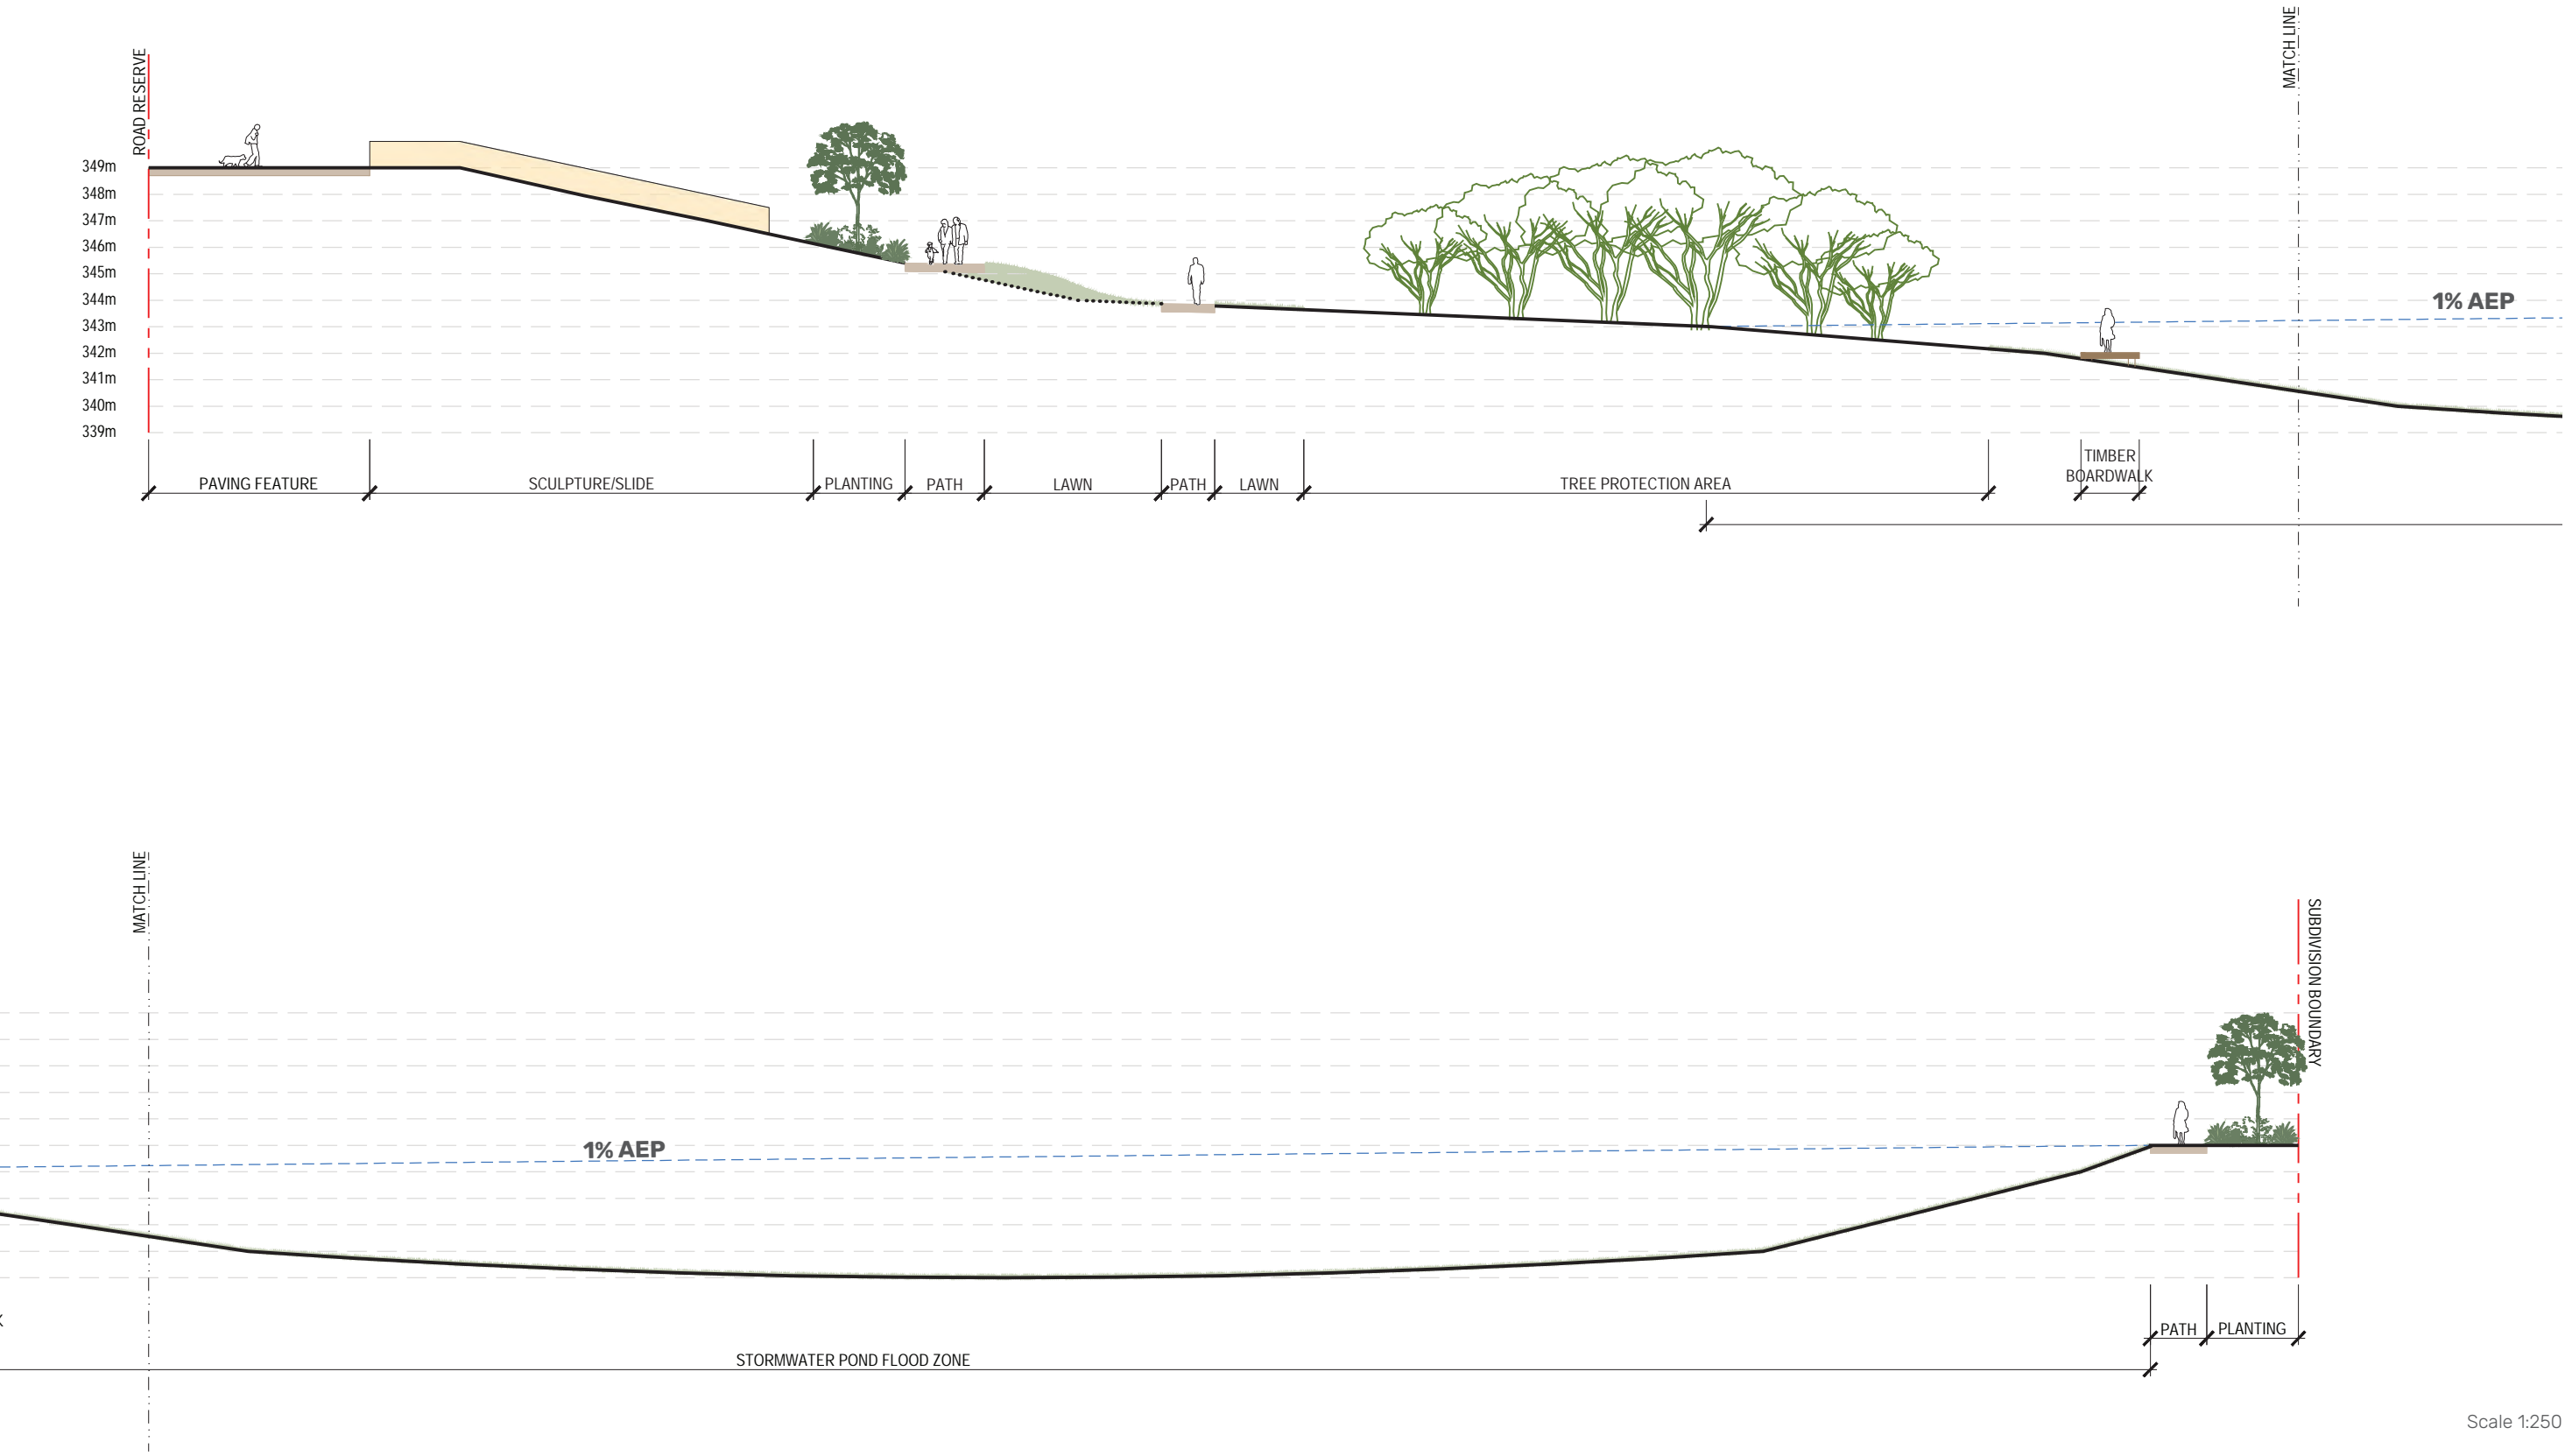 ROAD RESERVE
MATCH LINE
349m
348m
347m
346m
345m
344m
343m
342m
341m
340m
339m
1% AEP
PAVING FEATURE
SCULPTURE/SLIDE
PLANTING
PATH
LAWN
PATH
LAWN
TREE PROTECTION AREA
TIMBER
BOARDWALK
MATCH LINE
SUBDIVISION BOUNDARY
1% AEP
K
PATH
PLANTING
STORMWATER POND FLOOD ZONE
Scale 1:250